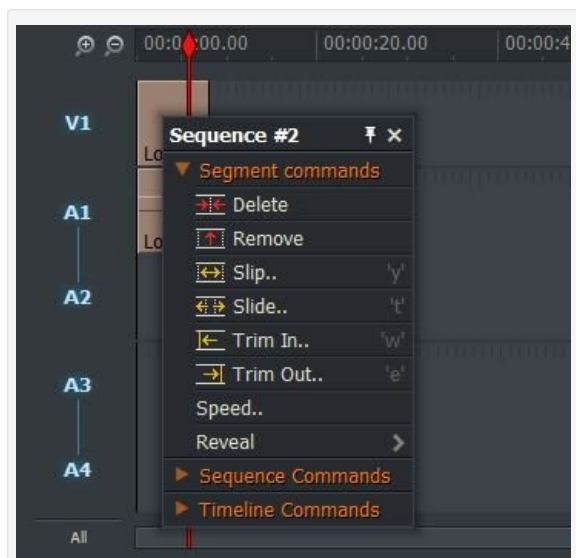 00:00:00.00 00:00:20.00 00:00:4
V1
Lo
Sequence #2
Segment commands
A1
Lo
Delete
Remove
Slip.. 'y'
A2
Slide.. 't'
Trim In.. 'w'
Trim Out.. 'e'
A3
Speed..
Reveal
A4
Sequence Commands
Timeline Commands
All